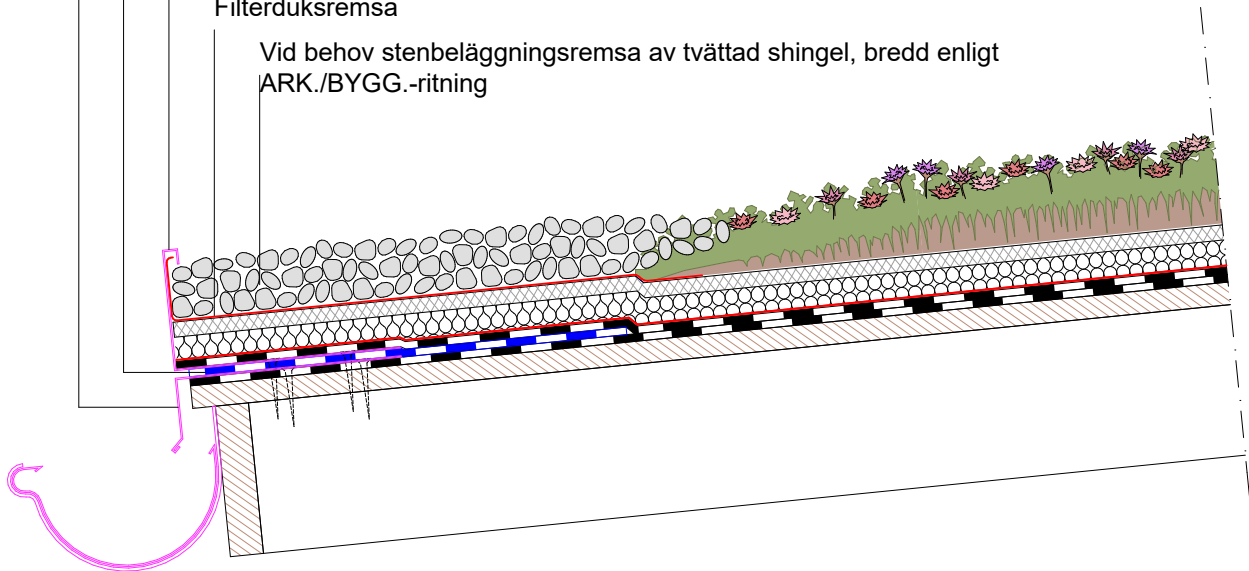 Filterduksremsa
Vid behov stenbeläggningsremsa av tvättad shingel, bredd enligt
ARK./BYGG.-ritning